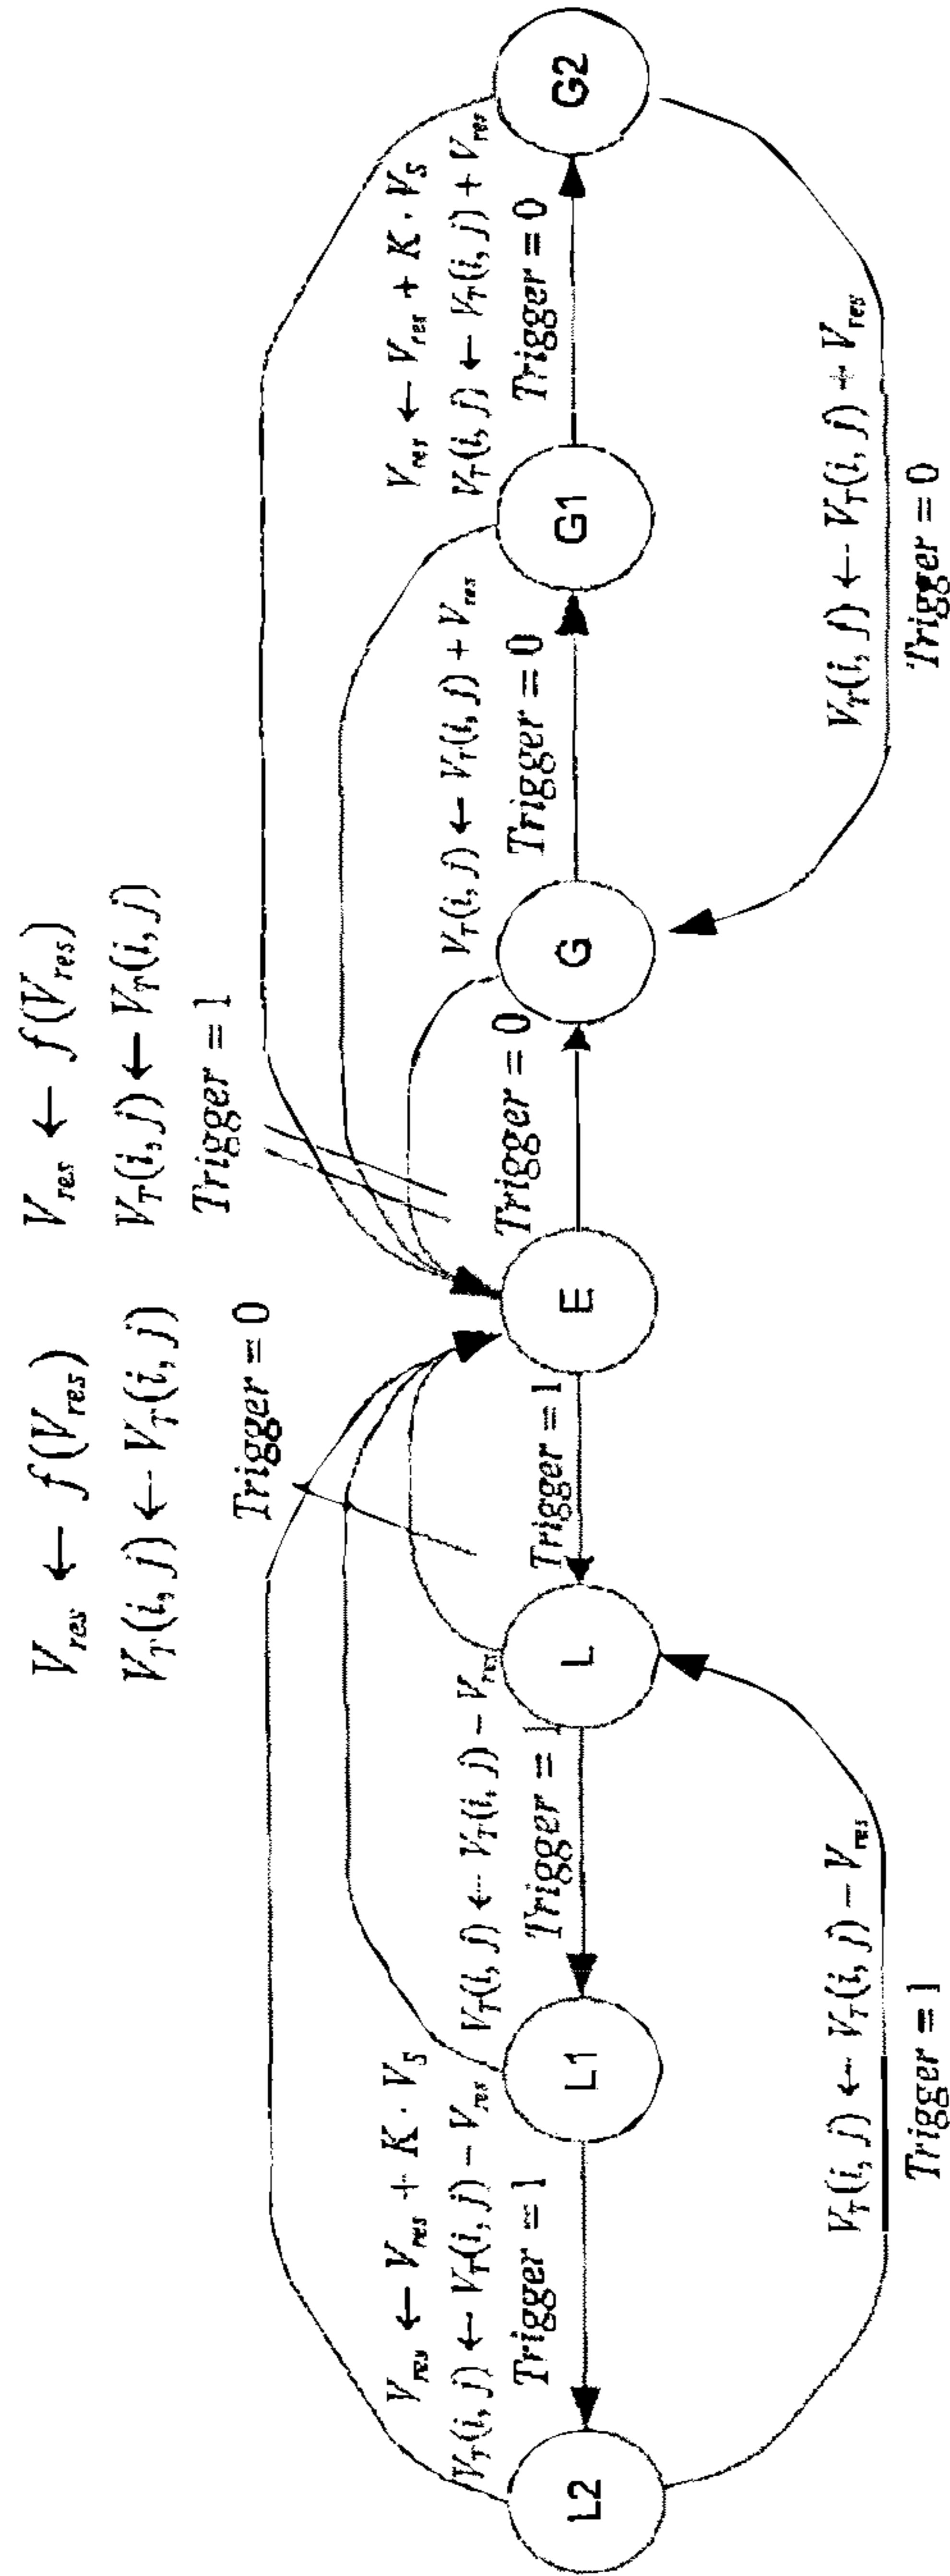 V_res ← f(V_res)
V_T(i, j) ← V_T(i, j)
Trigger = 0
V_res ← f(V_res)
V_T(i, j) ← V_T(i, j)
Trigger = 1
V_res ← V_res + K · V_S
V_T(i, j) ← V_T(i, j) − V_res
Trigger = 1
V_T(i, j) ← V_T(i, j) − V_res
Trigger = 1
Trigger = 1
Trigger = 0
V_T(i, j) ← V_T(i, j) + V_res
Trigger = 0
V_res ← V_res + K · V_S
V_T(i, j) ← V_T(i, j) + V_res
Trigger = 0
L2
L1
L
E
G
G1
G2
V_T(i, j) ← V_T(i, j) − V_res
Trigger = 1
V_T(i, j) ← V_T(i, j) + V_res
Trigger = 0